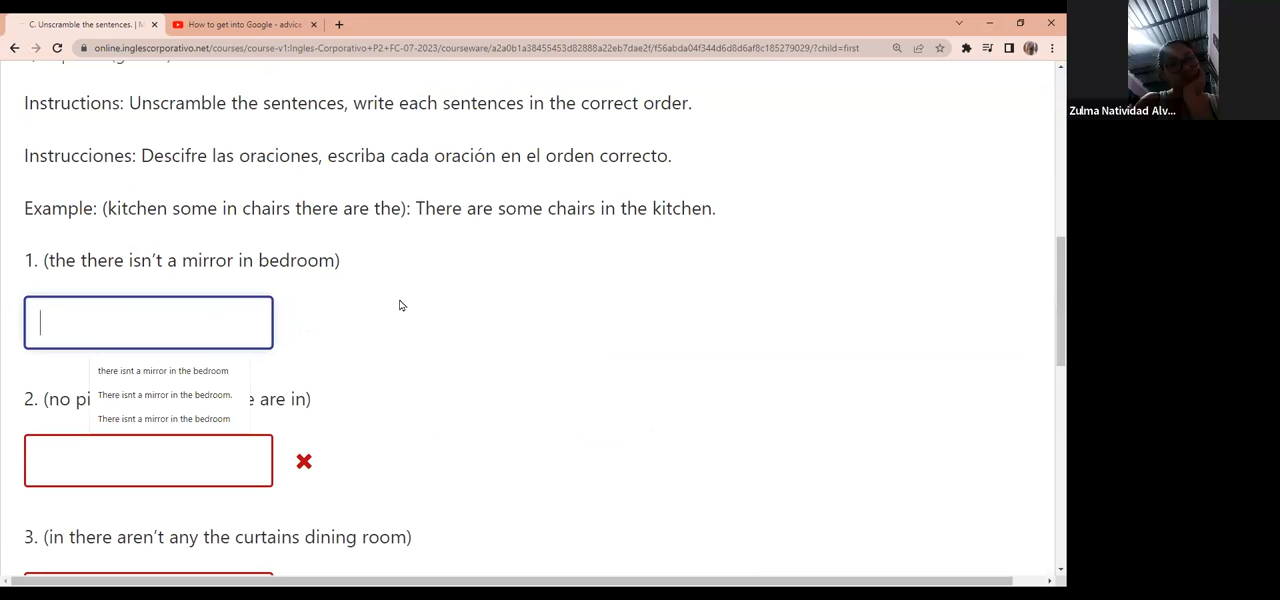 C. Unscramble the sentences. | M
How to get into Google - advice
online.inglescorporativo.net/courses/course-v1:Ingles-Corporativo+P2+FC-07-2023/courseware/a2a0b1a38455453d82888a22eb7dae2f/f56abda04f344d6d8d6af8c185279029/?child=first
Zulma Natividad Alv...
Instructions: Unscramble the sentences, write each sentences in the correct order.
Instrucciones: Descifre las oraciones, escriba cada oración en el orden correcto.
Example: (kitchen some in chairs there are the): There are some chairs in the kitchen.
1. (the there isn't a mirror in bedroom)
there isnt a mirror in the bedroom
There isnt a mirror in the bedroom.
There isnt a mirror in the bedroom
2. (no pi e are in)
3. (in there aren't any the curtains dining room)